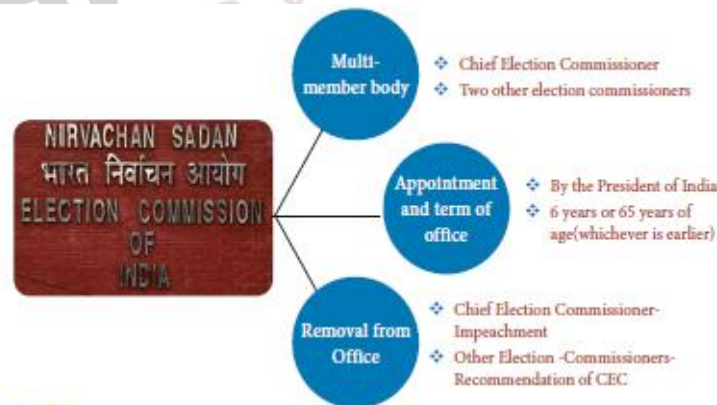 NIRVACHAN SADAN
भारत निर्वाचन आयोग
ELECTION COMMISSION
OF
INDIA
Multi-
member body
❖ Chief Election Commissioner
❖ Two other election commissioners
Appointment
and term of
office
❖ By the President of India
❖ 6 years or 65 years of
age(whichever is earlier)
Removal from
Office
❖ Chief Election Commissioner-
Impeachment
❖ Other Election -Commissioners-
Recommendation of CEC